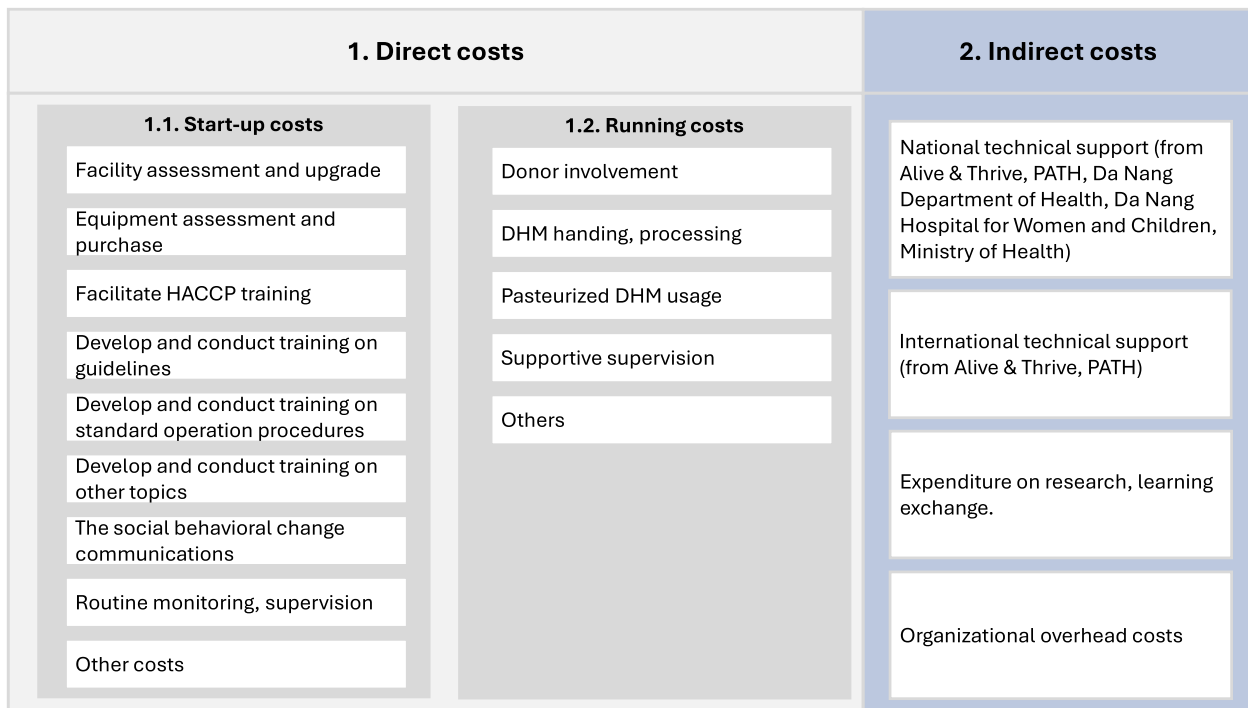 1. Direct costs
2. Indirect costs
1.1. Start-up costs
Facility assessment and upgrade
Equipment assessment and
purchase
Facilitate HACCP training
Develop and conduct training on
guidelines
Develop and conduct training on
standard operation procedures
Develop and conduct training on
other topics
The social behavioral change
communications
Routine monitoring, supervision
Other costs
1.2. Running costs
Donor involvement
DHM handing, processing
Pasteurized DHM usage
Supportive supervision
Others
National technical support (from
Alive & Thrive, PATH, Da Nang
Department of Health, Da Nang
Hospital for Women and Children,
Ministry of Health)
International technical support
(from Alive & Thrive, PATH)
Expenditure on research, learning
exchange.
Organizational overhead costs